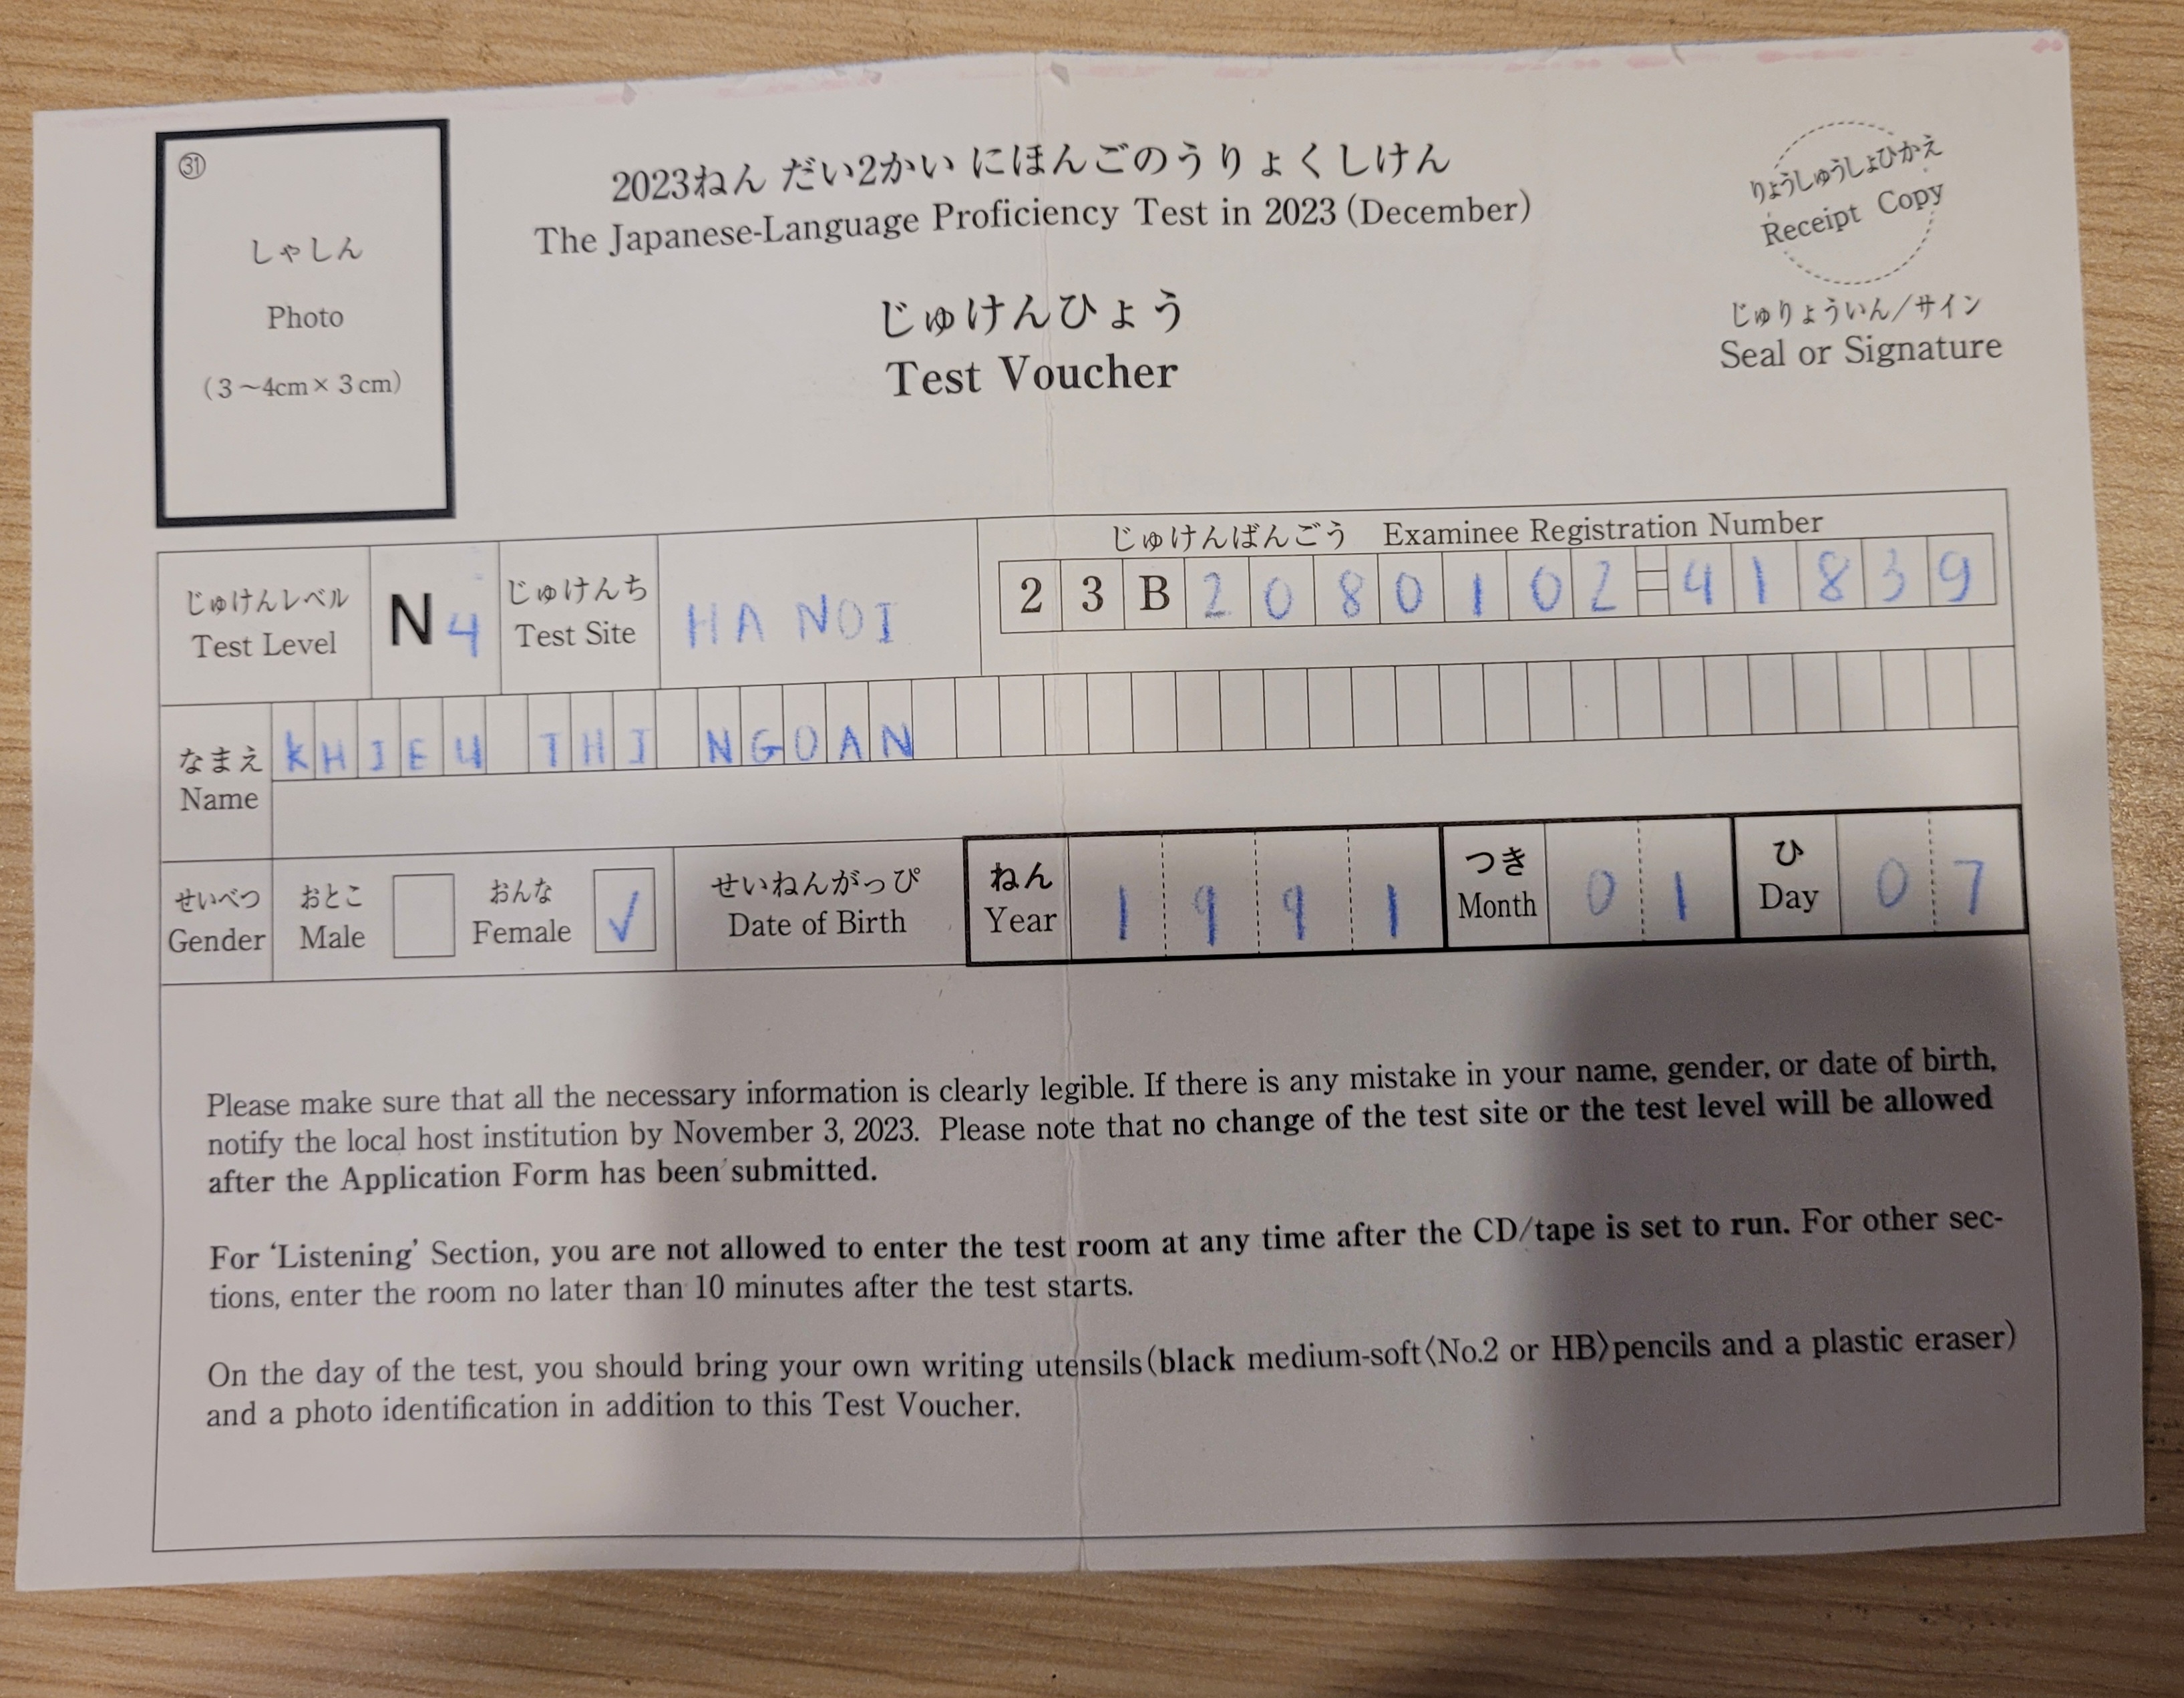 ㉛
しゃしん
Photo
(3~4cm×3cm)
2023ねん だい2かい にほんごのうりょくしけん
The Japanese-Language Proficiency Test in 2023 (December)
じゅけんひょう
Test Voucher
りょうしゅうしょひかえ
Receipt Copy
じゅりょういん/サイン
Seal or Signature
じゅけんレベル
Test Level
N4
じゅけんち
Test Site
HA NOI
じゅけんばんごう Examinee Registration Number
23B2080102-41839
なまえ
Name
KHIEU THI NGOAN
せいべつ
Gender
おとこ
Male
おんな
Female
✓
せいねんがっぴ
Date of Birth
ねん
Year
1991
つき
Month
01
ひ
Day
07
Please make sure that all the necessary information is clearly legible. If there is any mistake in your name, gender, or date of birth,
notify the local host institution by November 3, 2023. Please note that no change of the test site or the test level will be allowed
after the Application Form has been submitted.
For ‘Listening’ Section, you are not allowed to enter the test room at any time after the CD/tape is set to run. For other sec-
tions, enter the room no later than 10 minutes after the test starts.
On the day of the test, you should bring your own writing utensils(black medium-soft〈No.2 or HB〉pencils and a plastic eraser)
and a photo identification in addition to this Test Voucher.